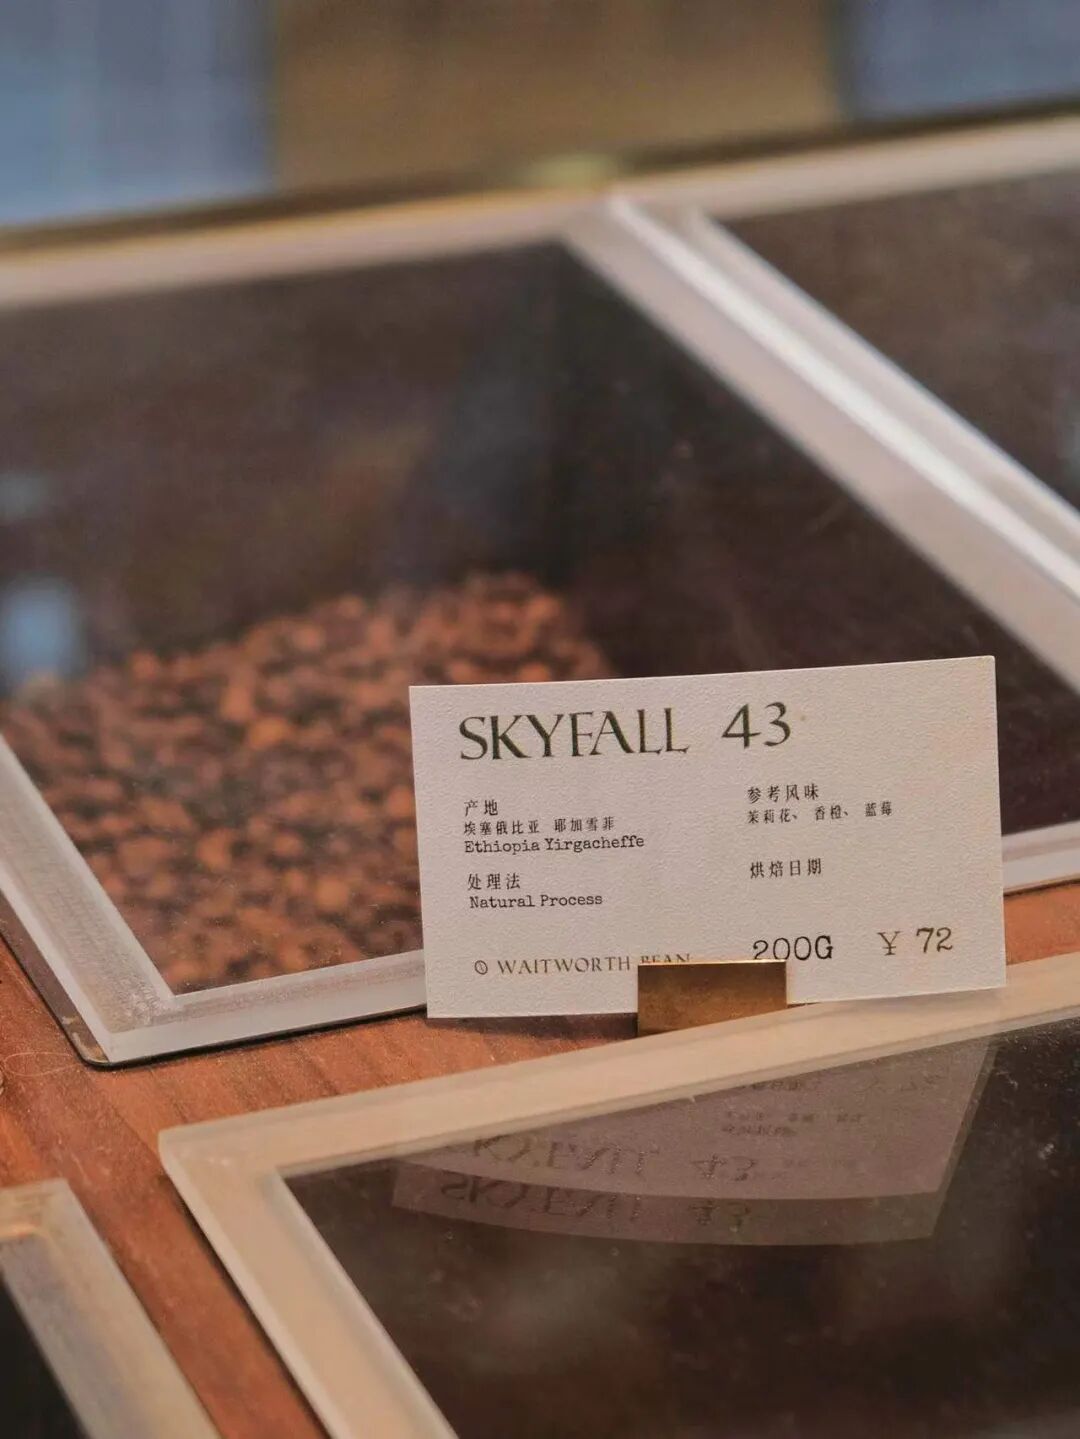 SKYFALL 43
产地
埃塞俄比亚 耶加雪菲
Ethiopia Yirgacheffe
处理法
Natural Process
参考风味
茉莉花、香橙、蓝莓
烘焙日期
200G ¥ 72
WAITWORTH BEAN